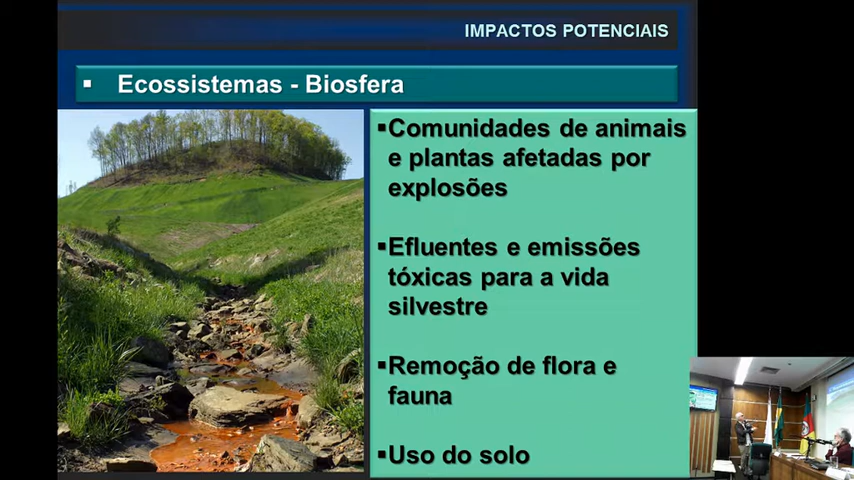 IMPACTOS POTENCIAIS
▪ Ecossistemas - Biosfera
▪Comunidades de animais
e plantas afetadas por
explosões
▪Efluentes e emissões
tóxicas para a vida
silvestre
▪Remoção de flora e
fauna
▪Uso do solo